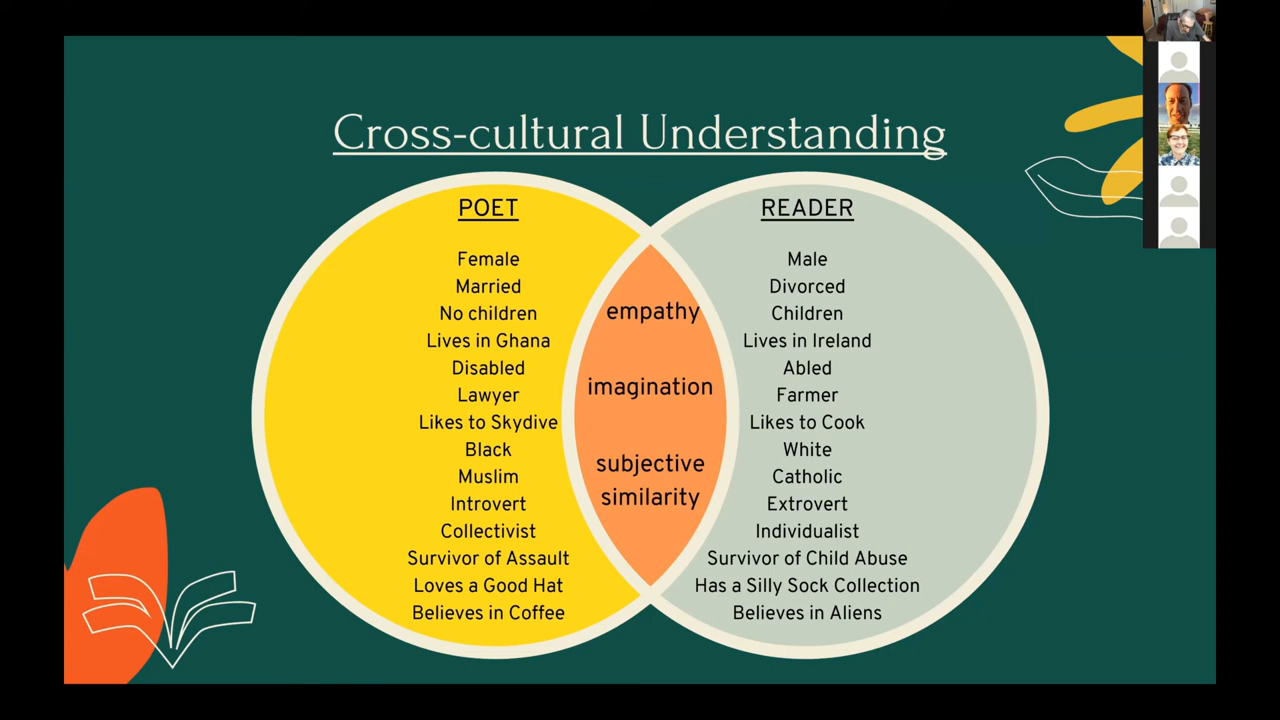 Cross-cultural Understanding
POET
Female
Married
No children
Lives in Ghana
Disabled
Lawyer
Likes to Skydive
Black
Muslim
Introvert
Collectivist
Survivor of Assault
Loves a Good Hat
Believes in Coffee
empathy
imagination
subjective
similarity
READER
Male
Divorced
Children
Lives in Ireland
Abled
Farmer
Likes to Cook
White
Catholic
Extrovert
Individualist
Survivor of Child Abuse
Has a Silly Sock Collection
Believes in Aliens